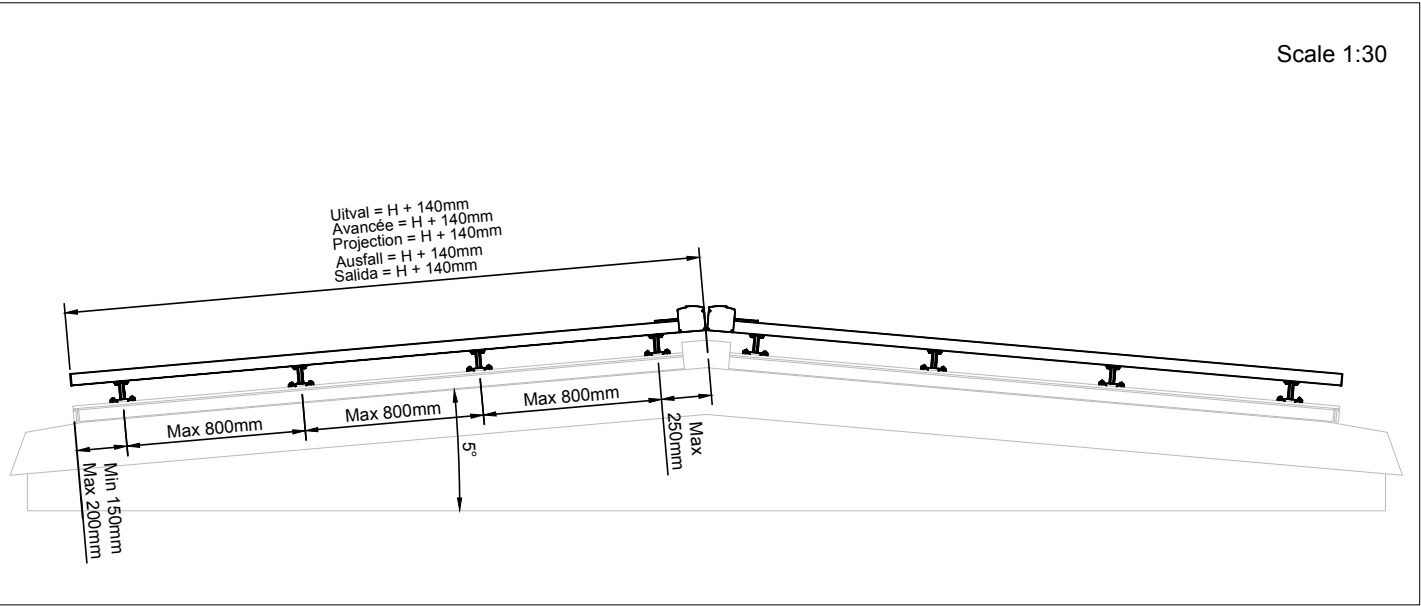 Scale 1:30
Uitval = H + 140mm
Avancée = H + 140mm
Projection = H + 140mm
Ausfall = H + 140mm
Salida = H + 140mm
Max 800mm
Max 800mm
Max 800mm
Max
250mm
5°
Min 150mm
Max 200mm